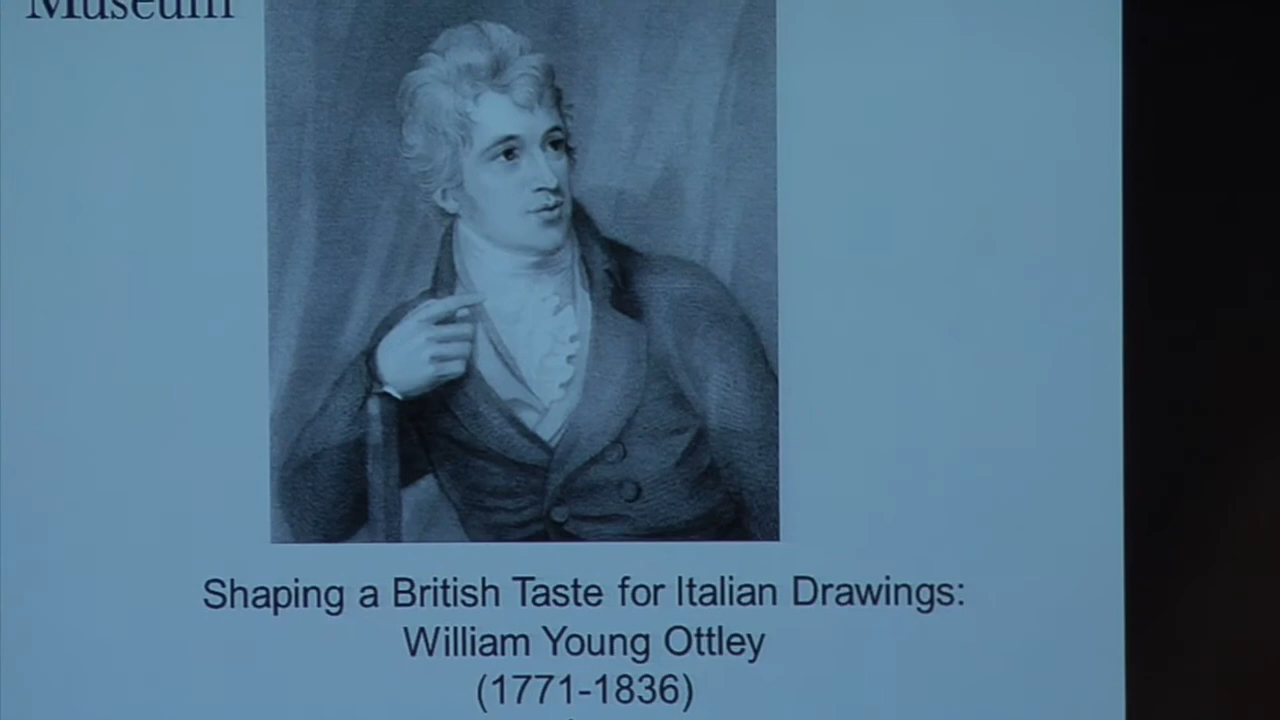 Museum
Shaping a British Taste for Italian Drawings:
William Young Ottley
(1771-1836)